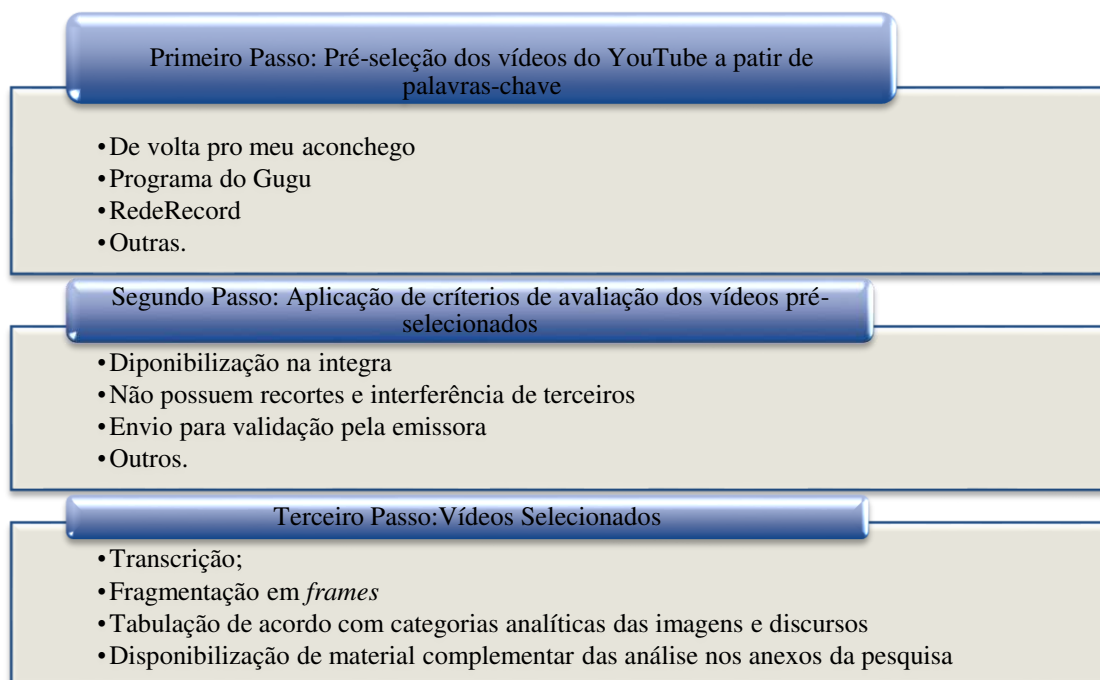 Primeiro Passo: Pré-seleção dos vídeos do YouTube a patir de
palavras-chave
•De volta pro meu aconchego
•Programa do Gugu
•RedeRecord
•Outras.
Segundo Passo: Aplicação de críterios de avaliação dos vídeos pré-
selecionados
•Diponibilização na integra
•Não possuem recortes e interferência de terceiros
•Envio para validação pela emissora
•Outros.
Terceiro Passo:Vídeos Selecionados
•Transcrição;
•Fragmentação em frames
•Tabulação de acordo com categorias analíticas das imagens e discursos
•Disponibilização de material complementar das análise nos anexos da pesquisa